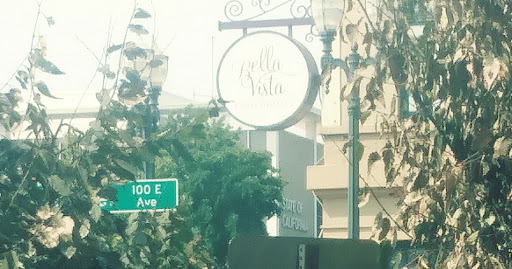 Bella
Vista
100 E
Ave
STATE OF
CALIFORNIA